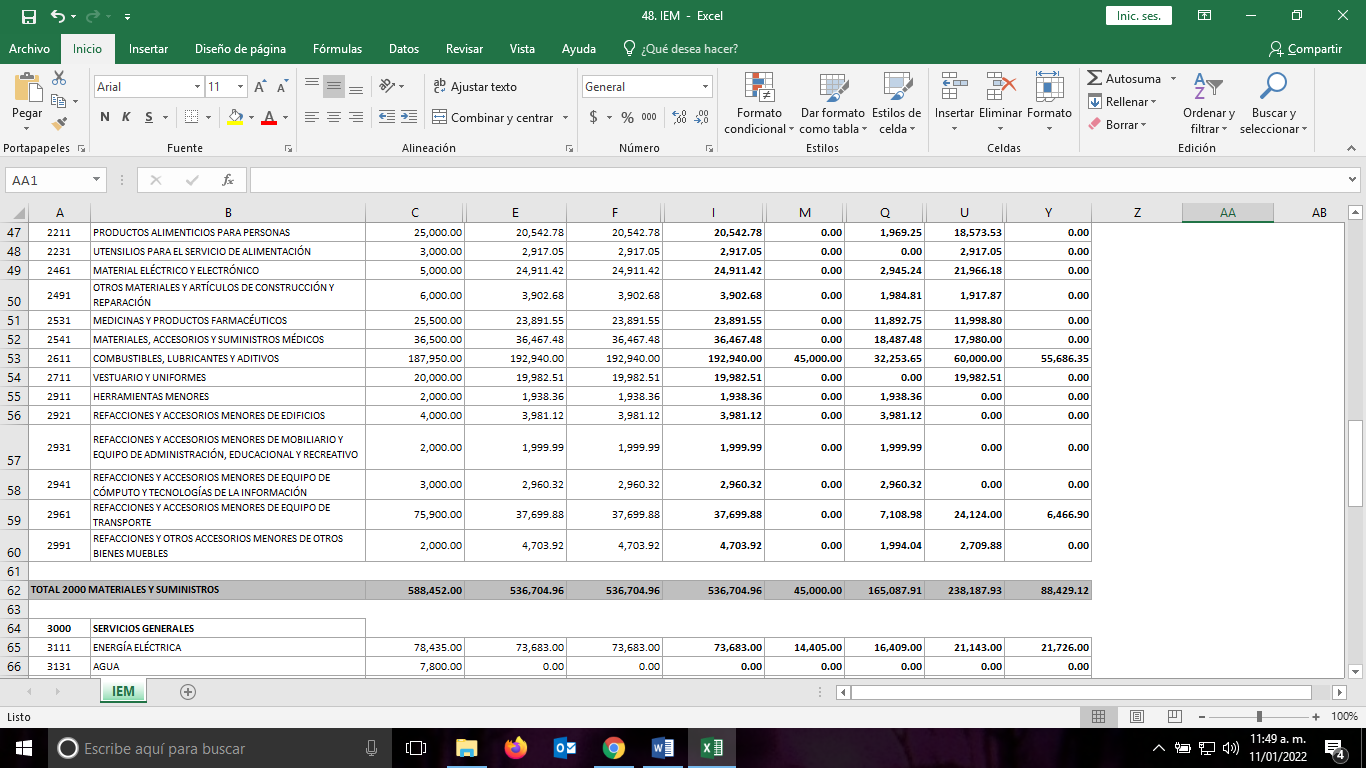 48. IEM - Excel
Inic. ses.
Archivo Inicio Insertar Diseño de página Fórmulas Datos Revisar Vista Ayuda ¿Qué desea hacer? Compartir
Pegar
Arial 11
N K S
Ajustar texto
Combinar y centrar
General
$ % 000
Formato condicional
Dar formato como tabla
Estilos de celda
Insertar Eliminar Formato
Autosuma
Rellenar
Borrar
Ordenar y filtrar
Buscar y seleccionar
Portapapeles Fuente Alineación Número Estilos Celdas Edición
AA1 fx
A B C E F I M Q U Y Z AA AB
47 2211 PRODUCTOS ALIMENTICIOS PARA PERSONAS 25,000.00 20,542.78 20,542.78 20,542.78 0.00 1,969.25 18,573.53 0.00
48 2231 UTENSILIOS PARA EL SERVICIO DE ALIMENTACIÓN 3,000.00 2,917.05 2,917.05 2,917.05 0.00 0.00 2,917.05 0.00
49 2461 MATERIAL ELÉCTRICO Y ELECTRÓNICO 5,000.00 24,911.42 24,911.42 24,911.42 0.00 2,945.24 21,966.18 0.00
50 2491 OTROS MATERIALES Y ARTÍCULOS DE CONSTRUCCIÓN Y REPARACIÓN 6,000.00 3,902.68 3,902.68 3,902.68 0.00 1,984.81 1,917.87 0.00
51 2531 MEDICINAS Y PRODUCTOS FARMACÉUTICOS 25,500.00 23,891.55 23,891.55 23,891.55 0.00 11,892.75 11,998.80 0.00
52 2541 MATERIALES, ACCESORIOS Y SUMINISTROS MÉDICOS 36,500.00 36,467.48 36,467.48 36,467.48 0.00 18,487.48 17,980.00 0.00
53 2611 COMBUSTIBLES, LUBRICANTES Y ADITIVOS 187,950.00 192,940.00 192,940.00 192,940.00 45,000.00 32,253.65 60,000.00 55,686.35
54 2711 VESTUARIO Y UNIFORMES 20,000.00 19,982.51 19,982.51 19,982.51 0.00 0.00 19,982.51 0.00
55 2911 HERRAMIENTAS MENORES 2,000.00 1,938.36 1,938.36 1,938.36 0.00 1,938.36 0.00 0.00
56 2921 REFACCIONES Y ACCESORIOS MENORES DE EDIFICIOS 4,000.00 3,981.12 3,981.12 3,981.12 0.00 3,981.12 0.00 0.00
57 2931 REFACCIONES Y ACCESORIOS MENORES DE MOBILIARIO Y EQUIPO DE ADMINISTRACIÓN, EDUCACIONAL Y RECREATIVO 2,000.00 1,999.99 1,999.99 1,999.99 0.00 1,999.99 0.00 0.00
58 2941 REFACCIONES Y ACCESORIOS MENORES DE EQUIPO DE CÓMPUTO Y TECNOLOGÍAS DE LA INFORMACIÓN 3,000.00 2,960.32 2,960.32 2,960.32 0.00 2,960.32 0.00 0.00
59 2961 REFACCIONES Y ACCESORIOS MENORES DE EQUIPO DE TRANSPORTE 75,900.00 37,699.88 37,699.88 37,699.88 0.00 7,108.98 24,124.00 6,466.90
60 2991 REFACCIONES Y OTROS ACCESORIOS MENORES DE OTROS BIENES MUEBLES 2,000.00 4,703.92 4,703.92 4,703.92 0.00 1,994.04 2,709.88 0.00
61
62 TOTAL 2000 MATERIALES Y SUMINISTROS 588,452.00 536,704.96 536,704.96 536,704.96 45,000.00 165,087.91 238,187.93 88,429.12
63
64 3000 SERVICIOS GENERALES
65 3111 ENERGÍA ELÉCTRICA 78,435.00 73,683.00 73,683.00 73,683.00 14,405.00 16,409.00 21,143.00 21,726.00
66 3131 AGUA 7,800.00 0.00 0.00 0.00 0.00 0.00 0.00 0.00
IEM
Listo 100%
Escribe aquí para buscar
11:49 a. m.
11/01/2022
4